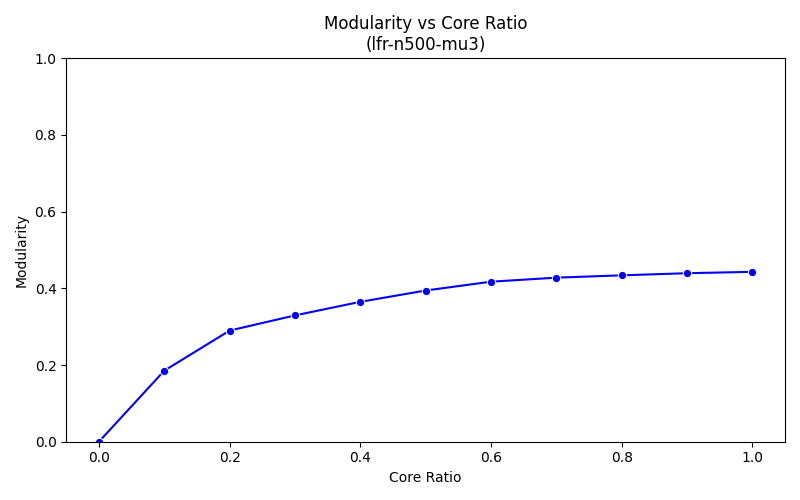 Modularity vs Core Ratio
(lfr-n500-mu3)
1.0
0.8
0.6
0.4
0.2
0.0
Modularity
0.0 0.2 0.4 0.6 0.8 1.0
Core Ratio